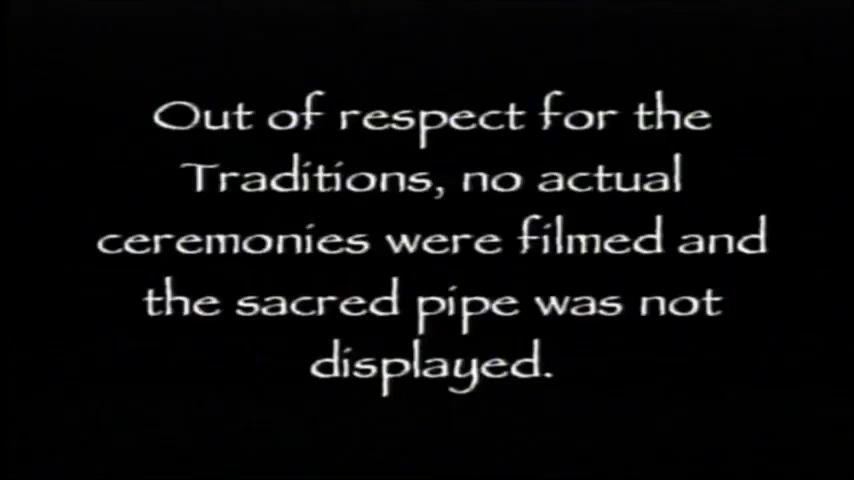 Out of respect for the
Traditions, no actual
ceremonies were filmed and
the sacred pipe was not
displayed.